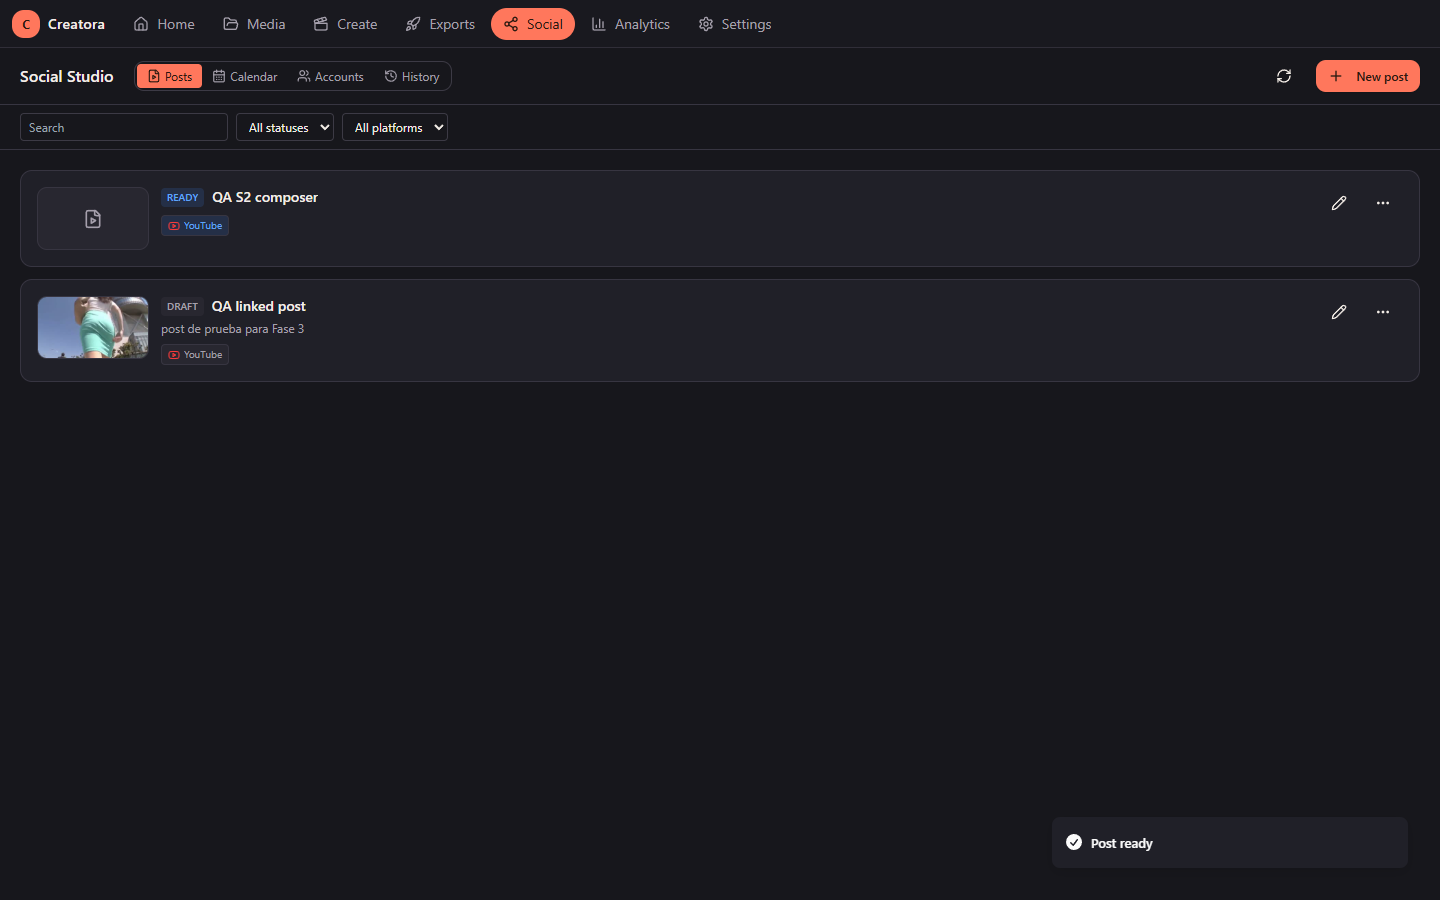 C Creatora Home Media Create Exports Social Analytics Settings
Social Studio Posts Calendar Accounts History New post
Search All statuses All platforms
READY QA S2 composer
YouTube
DRAFT QA linked post
post de prueba para Fase 3
YouTube
Post ready